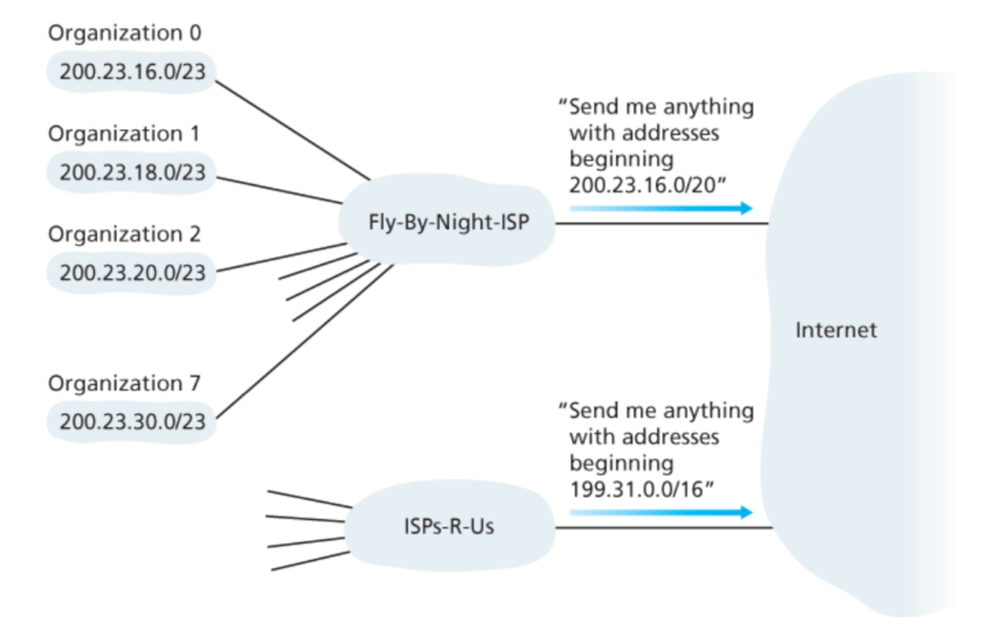 Organization 0
200.23.16.0/23
Organization 1
200.23.18.0/23
Organization 2
200.23.20.0/23
Organization 7
200.23.30.0/23
Fly-By-Night-ISP
"Send me anything
with addresses
beginning
200.23.16.0/20"
Internet
ISPs-R-Us
"Send me anything
with addresses
beginning
199.31.0.0/16"